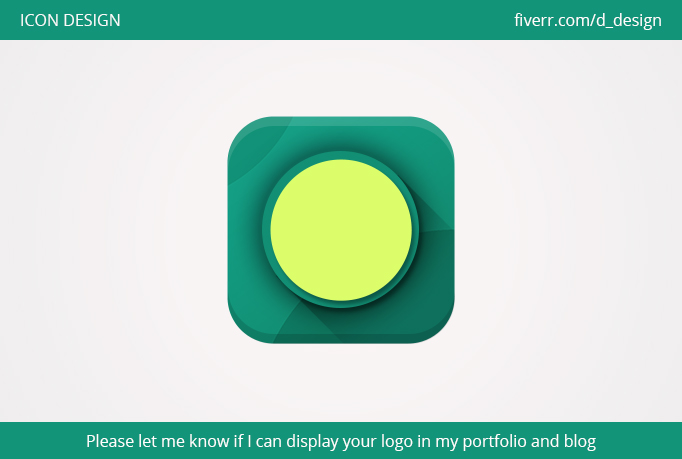 ICON DESIGN
fiverr.com/d_design
Please let me know if I can display your logo in my portfolio and blog